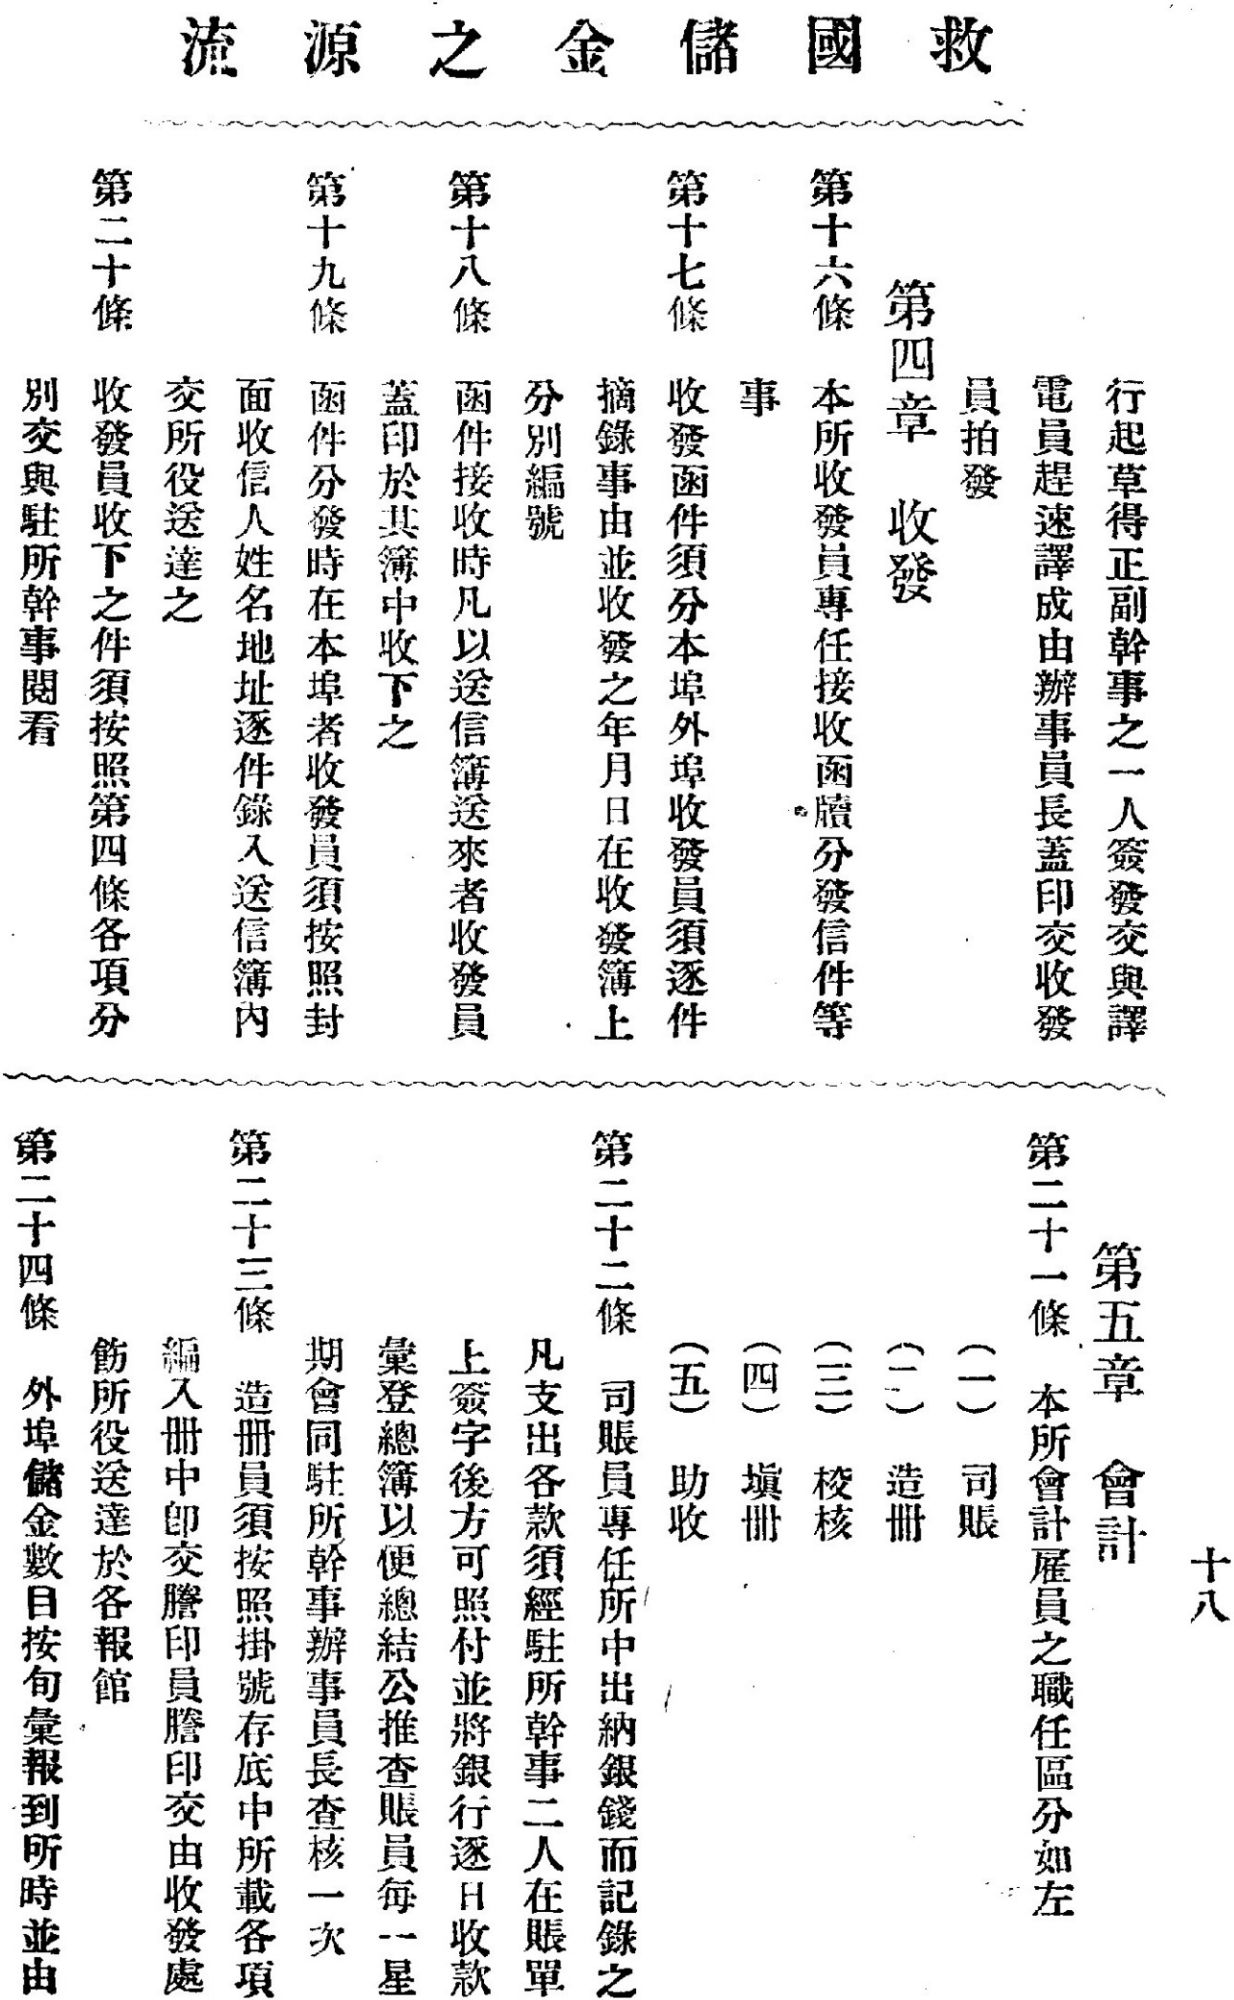 救國儲金之源流
行起草得正副幹事之一人簽發交與譯
電員趕速譯成由辦事員長蓋印交收發
員拍發
第四章　收發
第十六條　本所收發員專任接收函牘分發信件等
事
第十七條　收發函件須分本埠外埠收發員須逐件
摘錄事由並收發之年月日在收發簿上
分別編號
第十八條　函件接收時凡以送信簿送來者收發員
蓋印於其簿中收下之
第十九條　函件分發時在本埠者收發員須按照封
面收信人姓名地址逐件錄入送信簿內
交所役送達之
第二十條　收發員收下之件須按照第四條各項分
別交與駐所幹事閱看
十八
第五章　會計
第二十一條　本所會計雇員之職任區分如左
（一）　司賬
（二）　造冊
（三）　校核
（四）　塡冊
（五）　助收
第二十二條　司賬員專任所中出納銀錢而記錄之
凡支出各款須經駐所幹事二人在賬單
上簽字後方可照付並將銀行逐日收款
彙登總簿以便總結公推查賬員每一星
期會同駐所幹事辦事員長查核一次
第二十三條　造冊員須按照掛號存底中所載各項
編入冊中卽交謄印員謄印交由收發處
飭所役送達於各報館
第二十四條　外埠儲金數目按旬彙報到所時並由